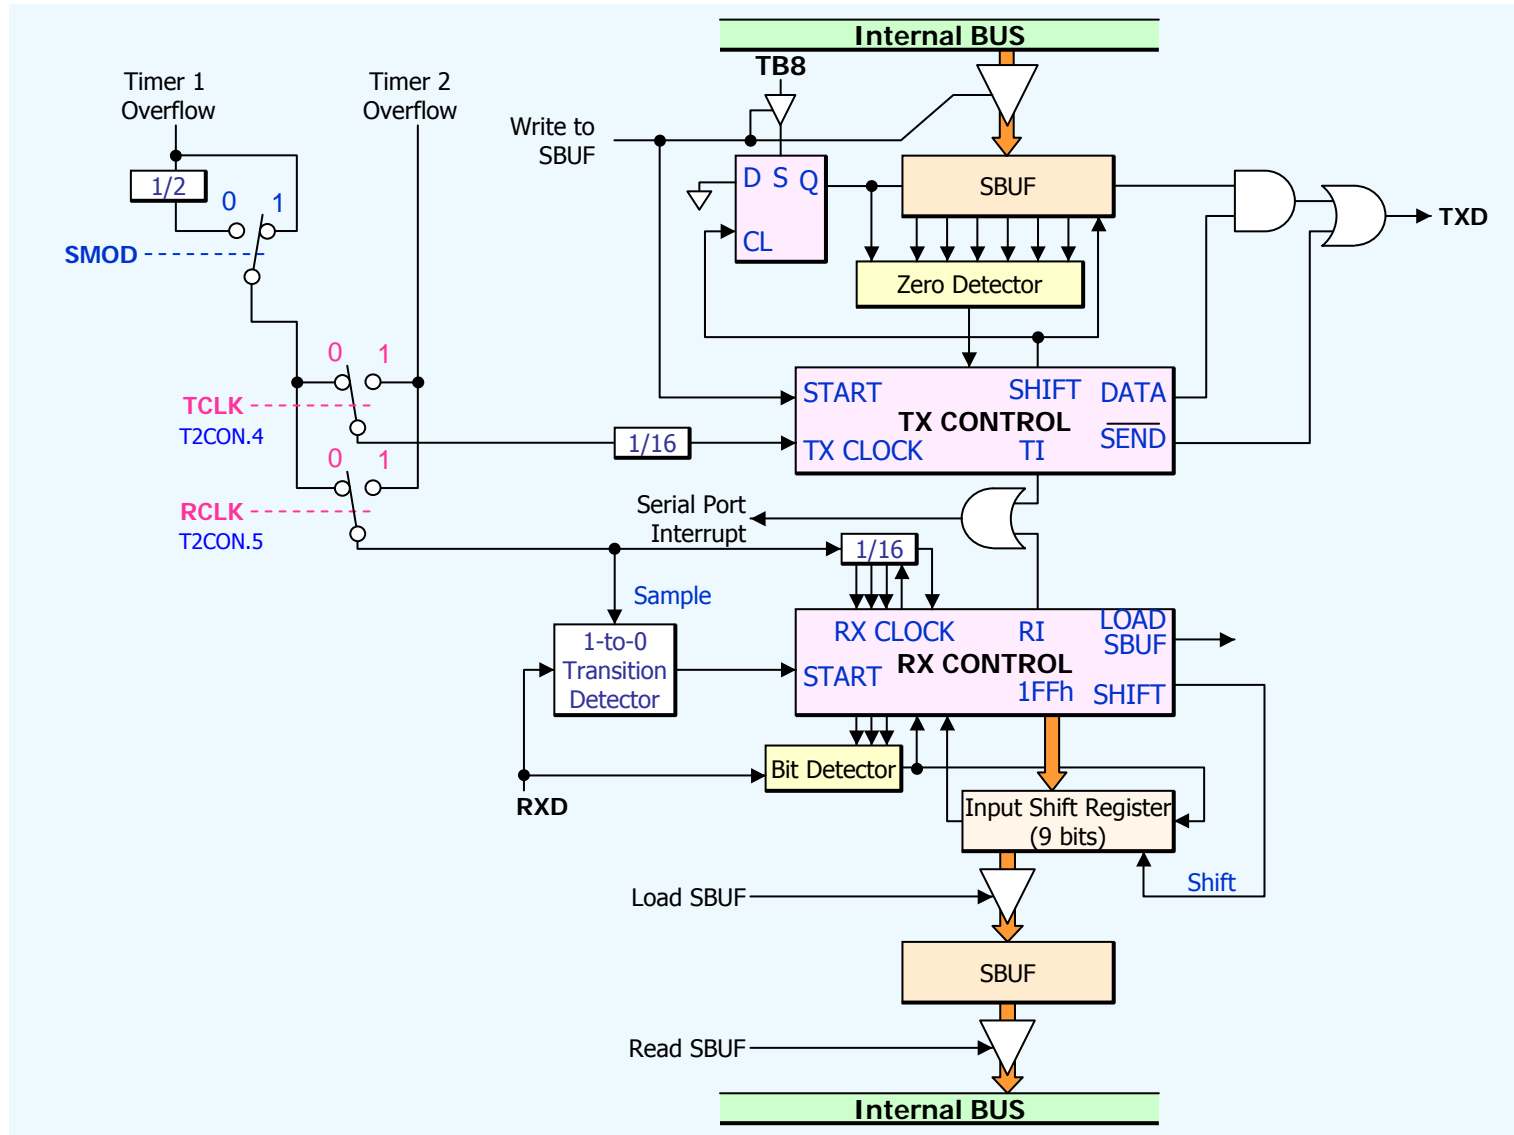 Internal BUS
TB8
Timer 1
Overflow
Timer 2
Overflow
Write to
SBUF
1/2
0 1
SMOD
D S Q
CL
SBUF
TXD
Zero Detector
0 1
TCLK
T2CON.4
1/16
START SHIFT DATA
TX CONTROL
TX CLOCK TI SEND
0 1
RCLK
T2CON.5
Serial Port
Interrupt
1/16
Sample
1-to-0
Transition
Detector
RX CLOCK RI LOAD
SBUF
RX CONTROL
START 1FFh SHIFT
Bit Detector
RXD
Input Shift Register
(9 bits)
Shift
Load SBUF
SBUF
Read SBUF
Internal BUS